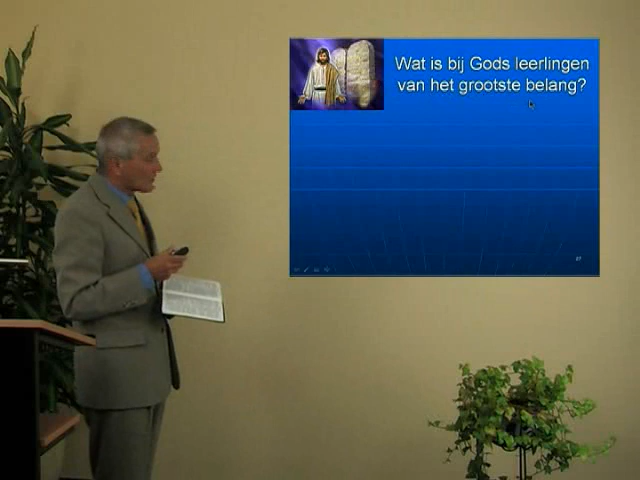 Wat is bij Gods leerlingen
van het grootste belang?